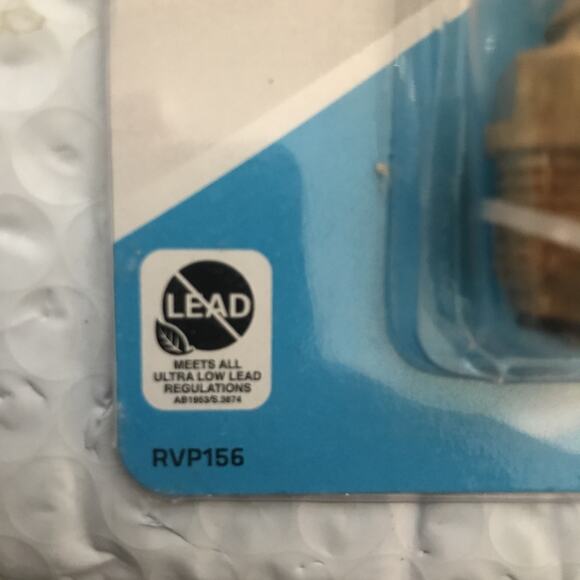 LEAD
MEETS ALL
ULTRA LOW LEAD
REGULATIONS
AB1953/S.3874
RVP156